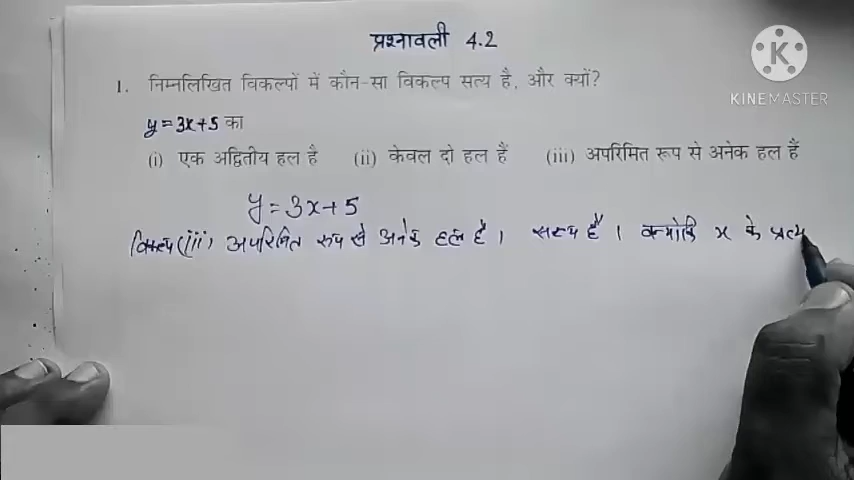 प्रश्नावली 4.2
KINEMASTER
1. निम्नलिखित विकल्पों में कौन-सा विकल्प सत्य है, और क्यों?
y = 3x+5 का
(i) एक अद्वितीय हल है (ii) केवल दो हल हैं (iii) अपरिमित रूप से अनेक हल हैं
y = 3x+5
विकल्प (iii) अपरिमित रूप से अनेक हल है। सत्य है। क्योकि x के प्रत्य